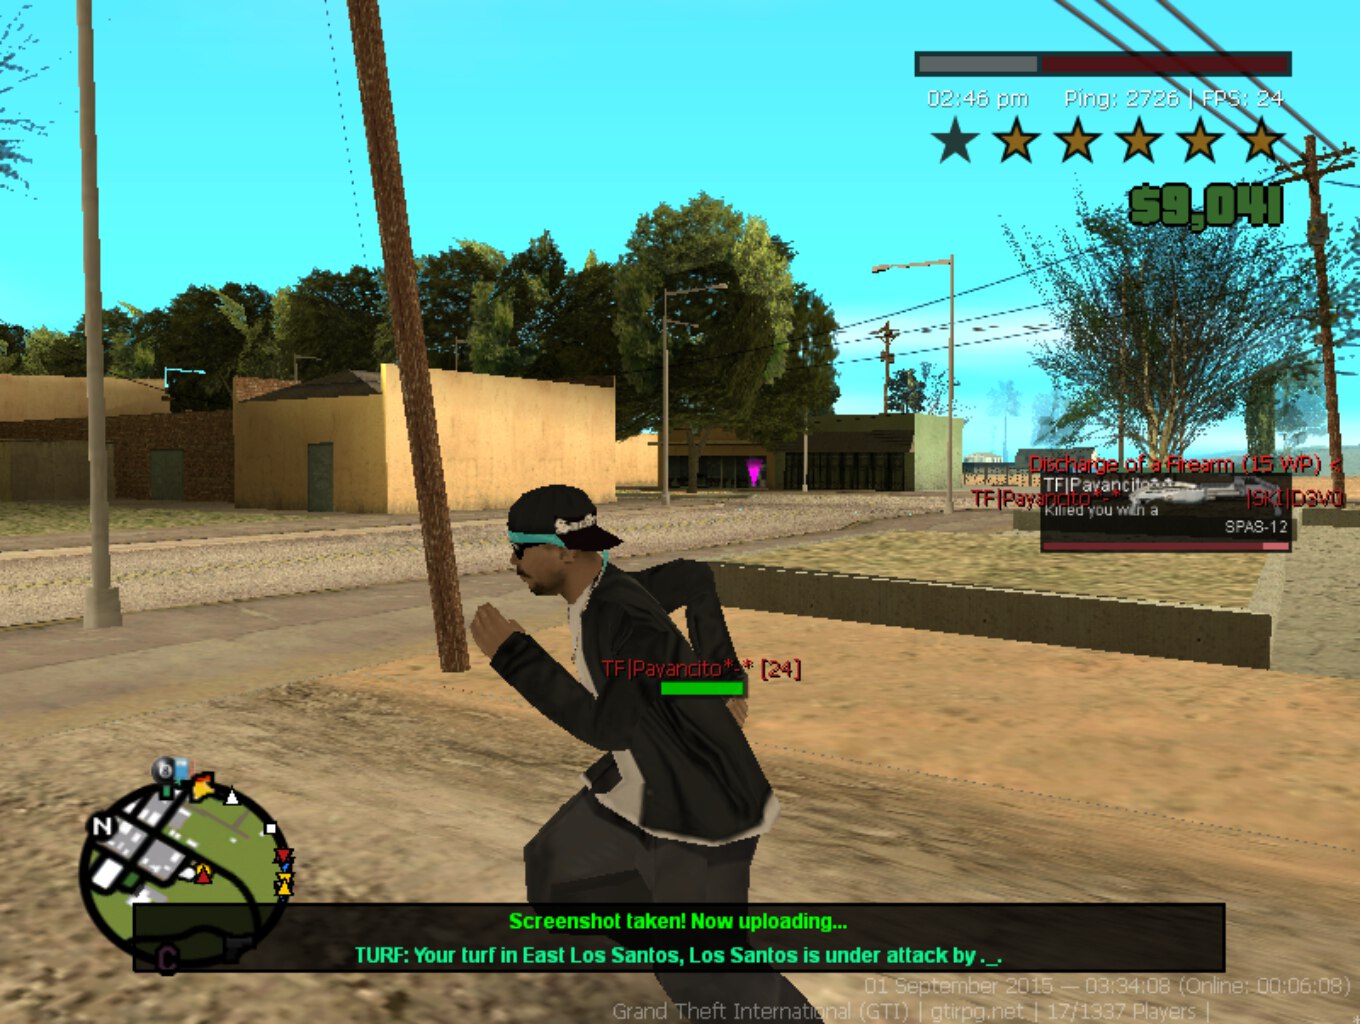 02:46 pm Ping: 2726 | FPS: 24
$9,041
Discharge of a Firearm (15 WP) <
TF|Payancito*-*
TF|Payancito*-* |SKI|D3V0
Killed you with a
SPAS-12
TF|Payancito*-* [24]
N
Screenshot taken! Now uploading...
TURF: Your turf in East Los Santos, Los Santos is under attack by ._.
C
01 September 2015 — 03:34:08 (Online: 00:06:08)
Grand Theft International (GTI) | gtirpg.net | 17/1337 Players |